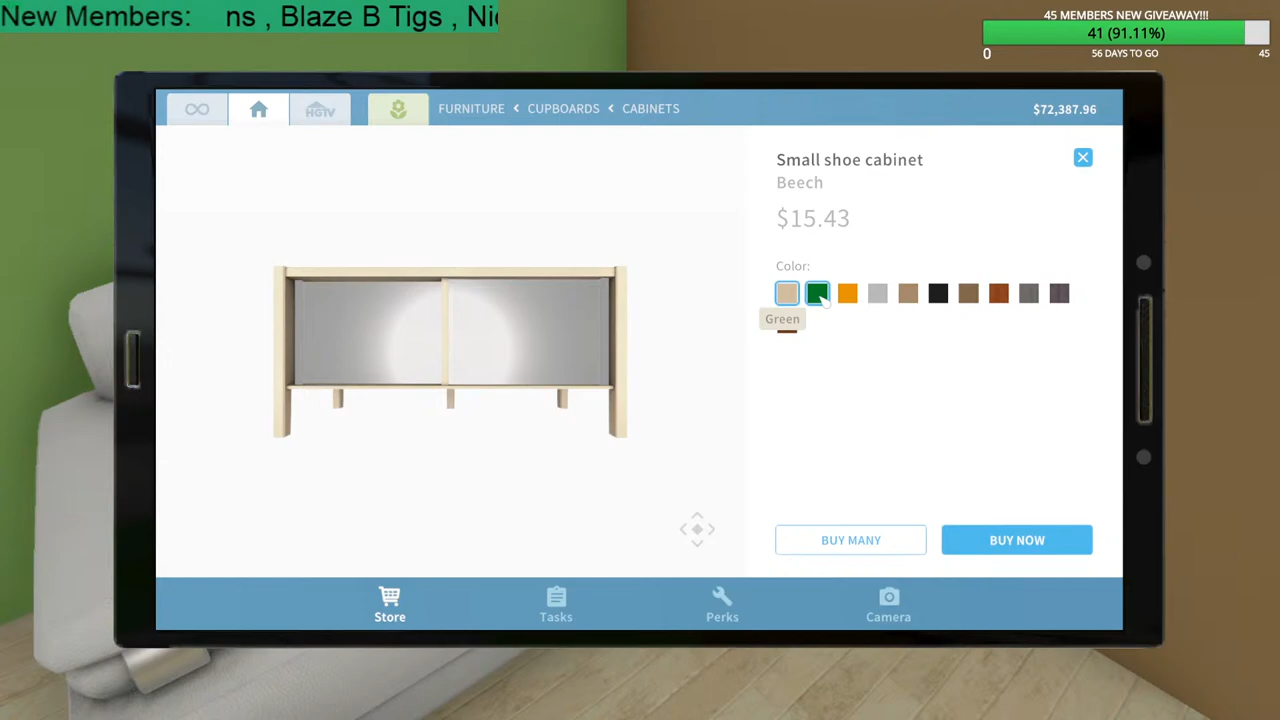 New Members: ns , Blaze B Tigs , Ni
45 MEMBERS NEW GIVEAWAY!!!
41 (91.11%)
0 56 DAYS TO GO 45
HGTV
FURNITURE < CUPBOARDS < CABINETS
$72,387.96
Small shoe cabinet
Beech
$15.43
Color:
Green
BUY MANY
BUY NOW
Store
Tasks
Perks
Camera